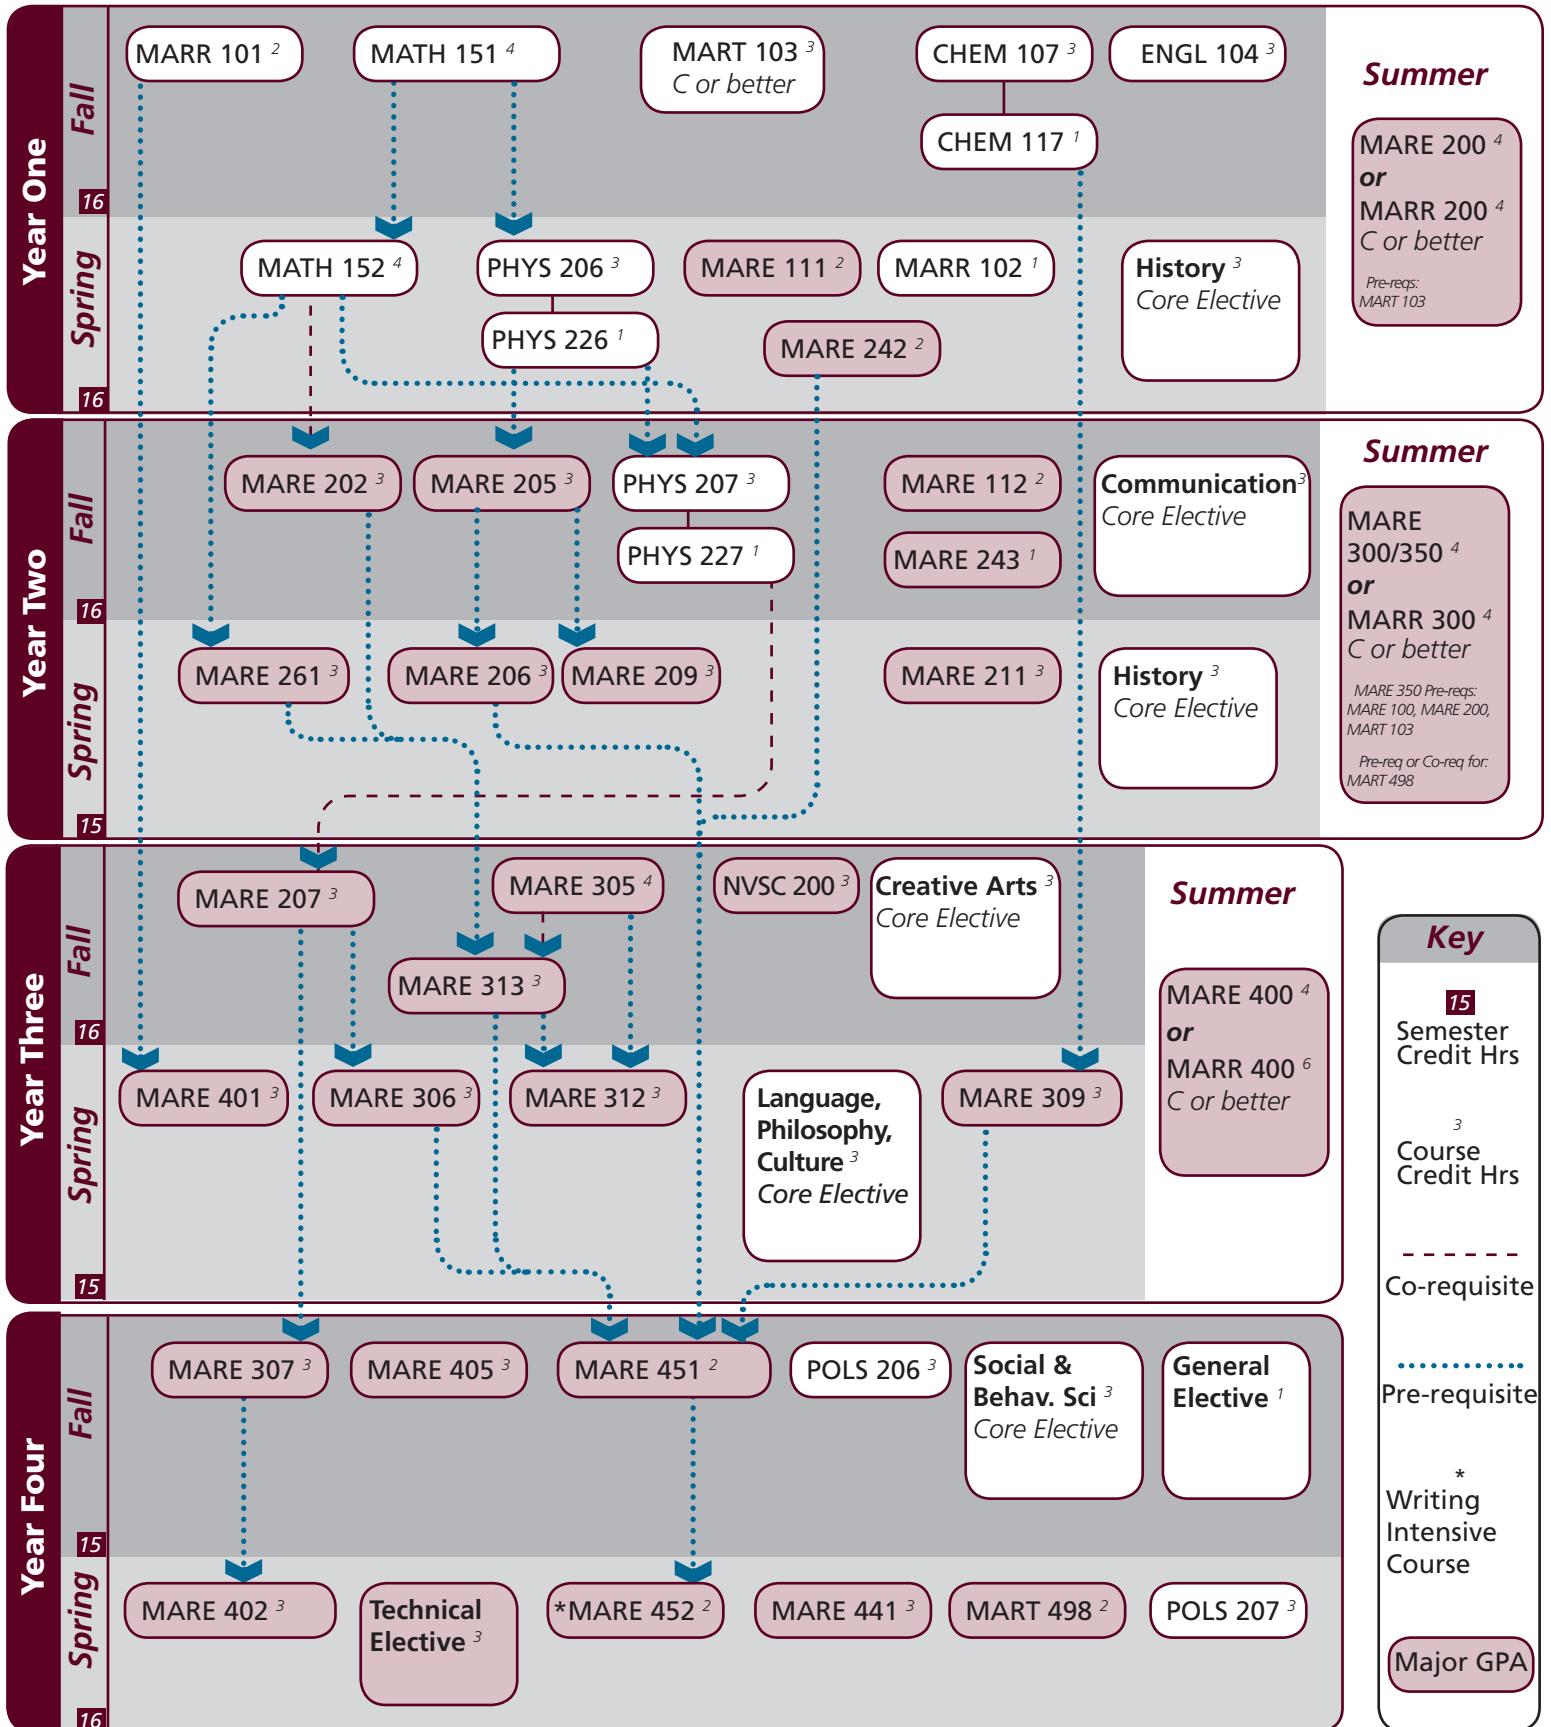 Year One
Fall
MARR 101 2
MATH 151 4
MART 103 3
C or better
CHEM 107 3
ENGL 104 3
CHEM 117 1
16
Spring
MATH 152 4
PHYS 206 3
MARE 111 2
MARR 102 1
History 3
Core Elective
PHYS 226 1
MARE 242 2
16
Summer
MARE 200 4
or
MARR 200 4
C or better
Pre-reqs:
MART 103
Year Two
Fall
MARE 202 3
MARE 205 3
PHYS 207 3
MARE 112 2
Communication 3
Core Elective
PHYS 227 1
MARE 243 1
16
Spring
MARE 261 3
MARE 206 3
MARE 209 3
MARE 211 3
History 3
Core Elective
15
Summer
MARE
300/350 4
or
MARR 300 4
C or better
MARE 350 Pre-reqs:
MARE 100, MARE 200,
MART 103
Pre-req or Co-req for:
MART 498
Year Three
Fall
MARE 207 3
MARE 305 4
NVSC 200 3
Creative Arts 3
Core Elective
MARE 313 3
16
Spring
MARE 401 3
MARE 306 3
MARE 312 3
Language,
Philosophy,
Culture 3
Core Elective
MARE 309 3
15
Summer
MARE 400 4
or
MARR 400 6
C or better
Year Four
Fall
MARE 307 3
MARE 405 3
MARE 451 2
POLS 206 3
Social &
Behav. Sci 3
Core Elective
General
Elective 1
15
Spring
MARE 402 3
Technical
Elective 3
*MARE 452 2
MARE 441 3
MART 498 2
POLS 207 3
16
Key
15
Semester
Credit Hrs
3
Course
Credit Hrs
Co-requisite
Pre-requisite
*
Writing
Intensive
Course
Major GPA